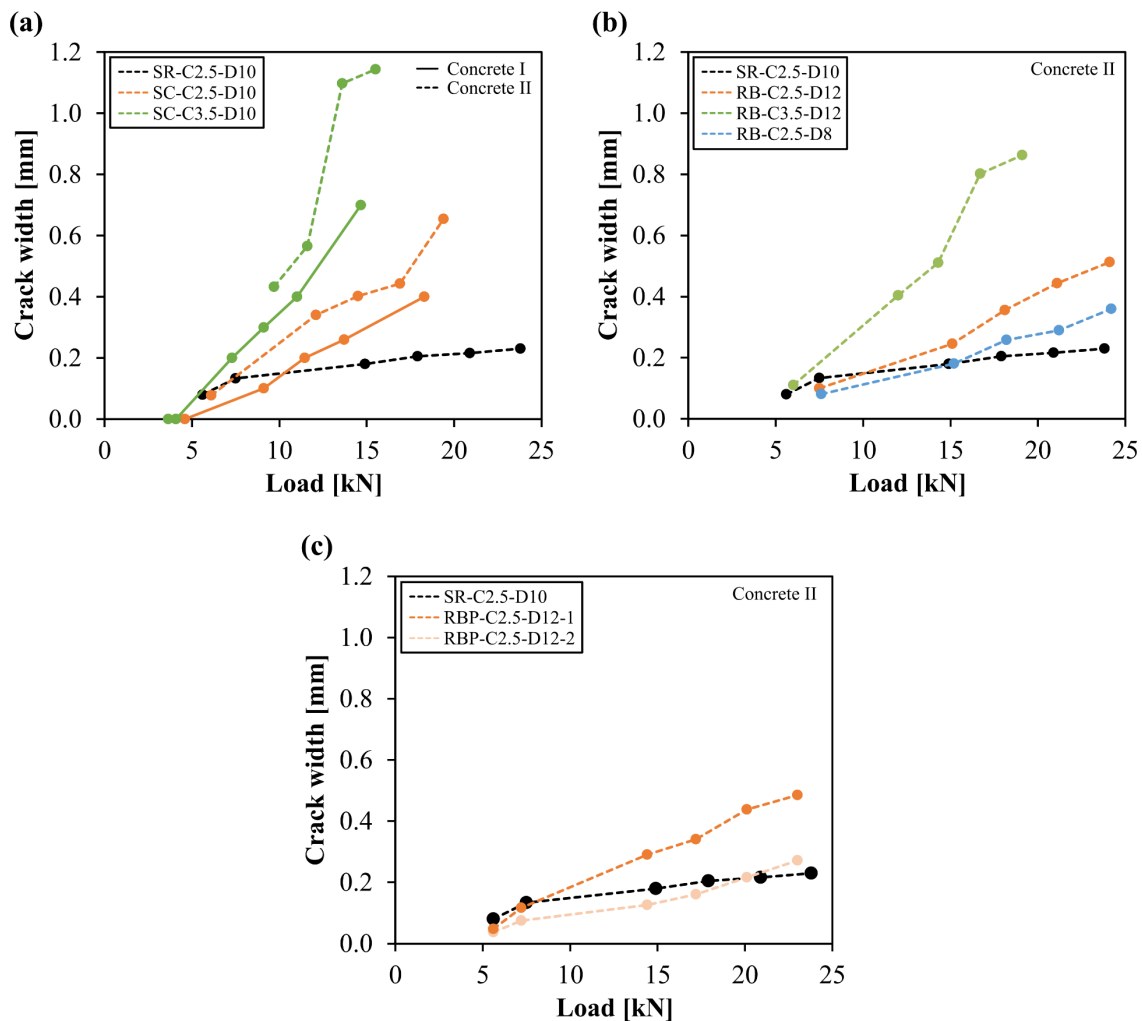 (a)
1.2
1.0
0.8
0.6
0.4
0.2
0.0
0
5
10
15
20
25
Crack width [mm]
Load [kN]
SR-C2.5-D10
SC-C2.5-D10
SC-C3.5-D10
Concrete I
Concrete II
(b)
1.2
1.0
0.8
0.6
0.4
0.2
0.0
0
5
10
15
20
25
Crack width [mm]
Load [kN]
SR-C2.5-D10
RB-C2.5-D12
RB-C3.5-D12
RB-C2.5-D8
Concrete II
(c)
1.2
1.0
0.8
0.6
0.4
0.2
0.0
0
5
10
15
20
25
Crack width [mm]
Load [kN]
SR-C2.5-D10
RBP-C2.5-D12-1
RBP-C2.5-D12-2
Concrete II